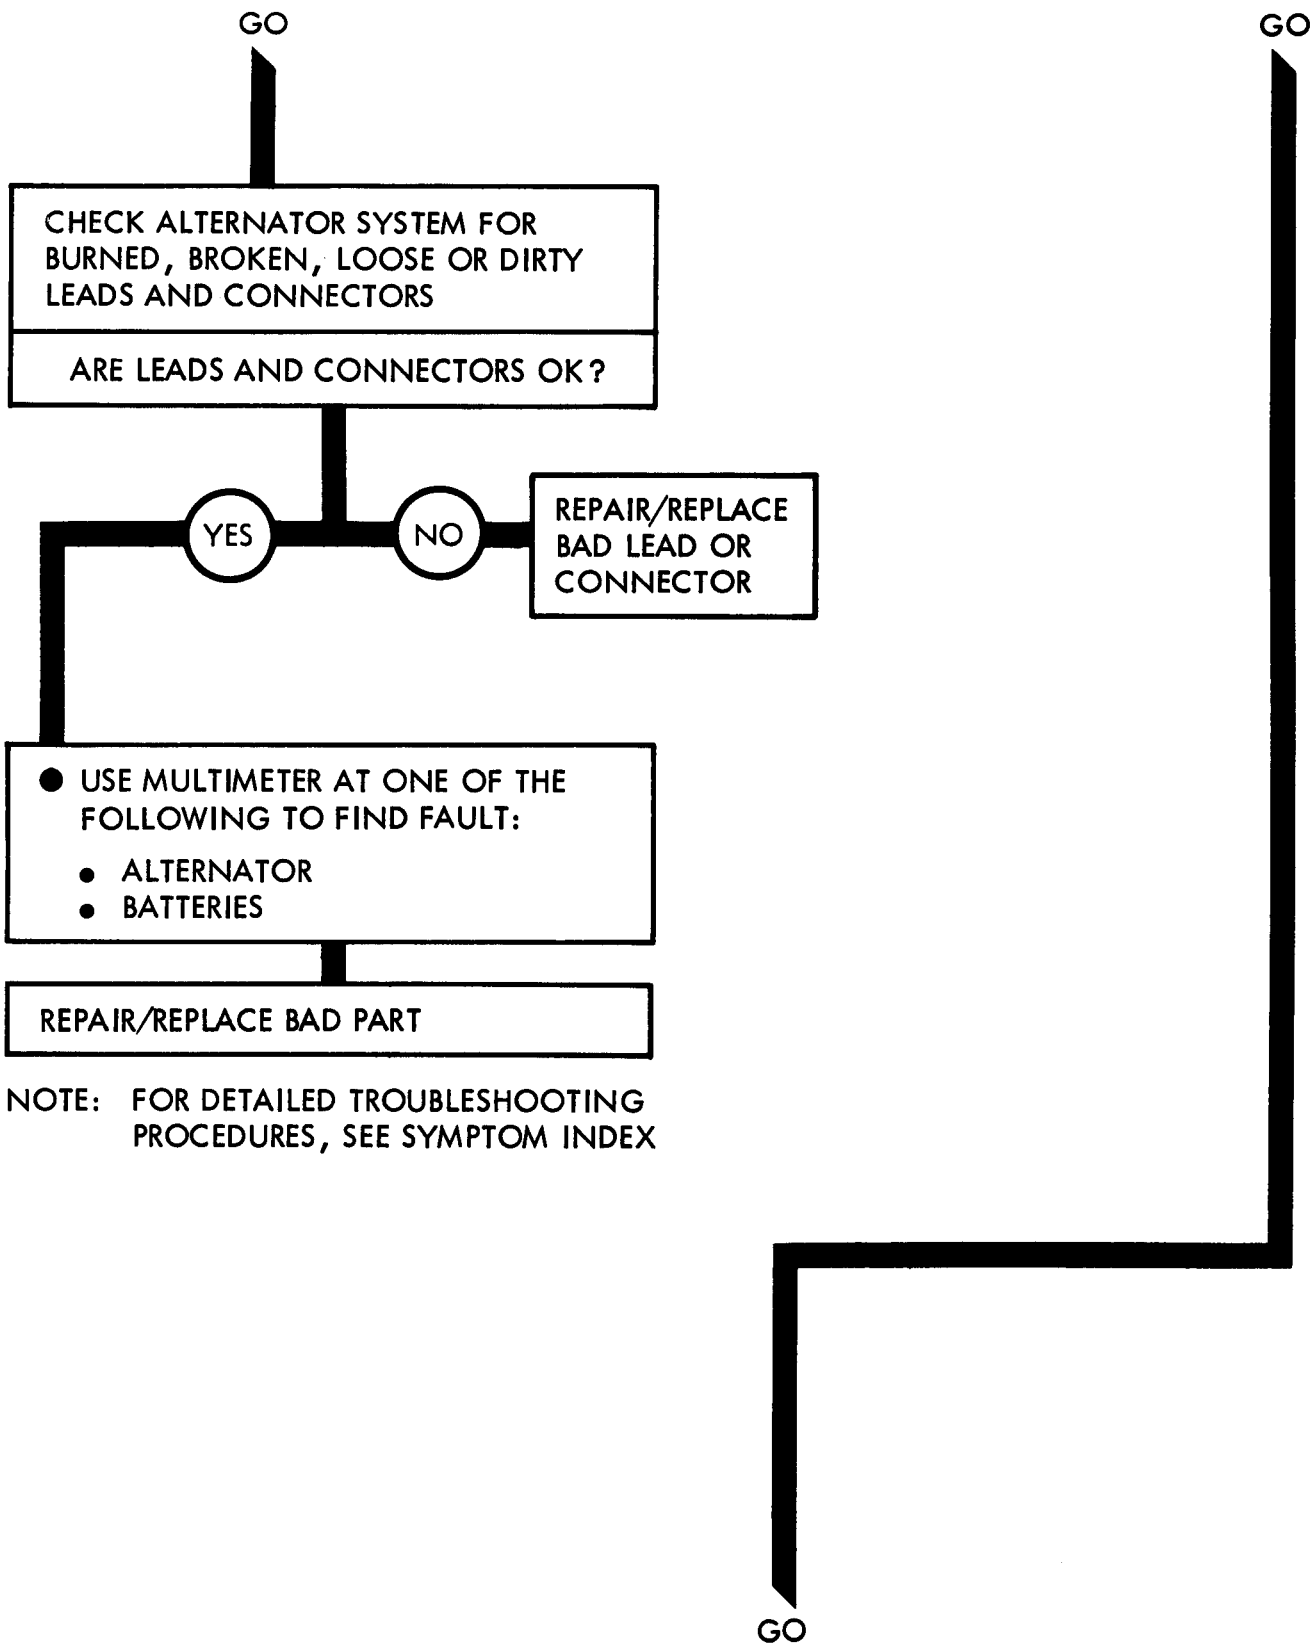 GO
GO
CHECK ALTERNATOR SYSTEM FOR
BURNED, BROKEN, LOOSE OR DIRTY
LEADS AND CONNECTORS
ARE LEADS AND CONNECTORS OK?
YES
NO
REPAIR/REPLACE
BAD LEAD OR
CONNECTOR
● USE MULTIMETER AT ONE OF THE
FOLLOWING TO FIND FAULT:
● ALTERNATOR
● BATTERIES
REPAIR/REPLACE BAD PART
NOTE: FOR DETAILED TROUBLESHOOTING
PROCEDURES, SEE SYMPTOM INDEX
GO